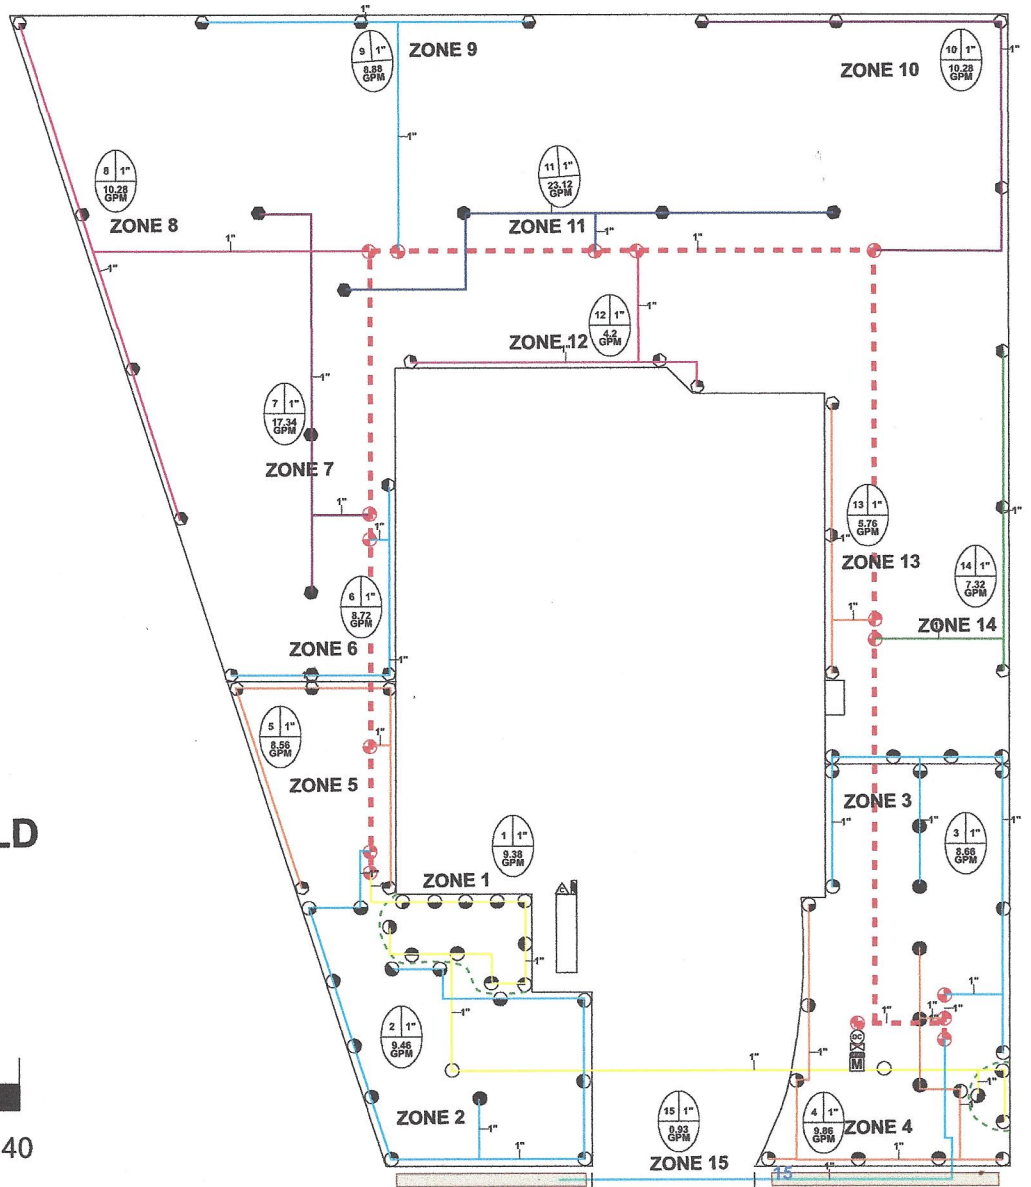 1"
9 1"
8.88
GPM
ZONE 9
ZONE 10
10 1"
10.28
GPM
1"
1"
8 1"
10.28
GPM
11 1"
23.12
GPM
ZONE 8
ZONE 11
1"
1"
1"
1"
1"
1"
12 1"
4.2
GPM
ZONE 12
1"
1"
7 1"
17.34
GPM
ZONE 7
1"
1"
13 1"
5.76
GPM
1"
1"
ZONE 13
14 1"
7.32
GPM
6 1"
8.72
GPM
1"
ZONE 14
ZONE 6
1"
5 1"
8.56
GPM
1"
ZONE 5
ZONE 3
LD
1 1"
9.38
GPM
1"
3 1"
8.66
GPM
1"
ZONE 1
C
1"
1"
1"
1"
2 1"
9.46
GPM
1"
DC
M
1"
1"
1"
ZONE 2
15 1"
0.93
GPM
4 1"
9.86
GPM
ZONE 4
1"
40
1"
1"
ZONE 15
15
1"